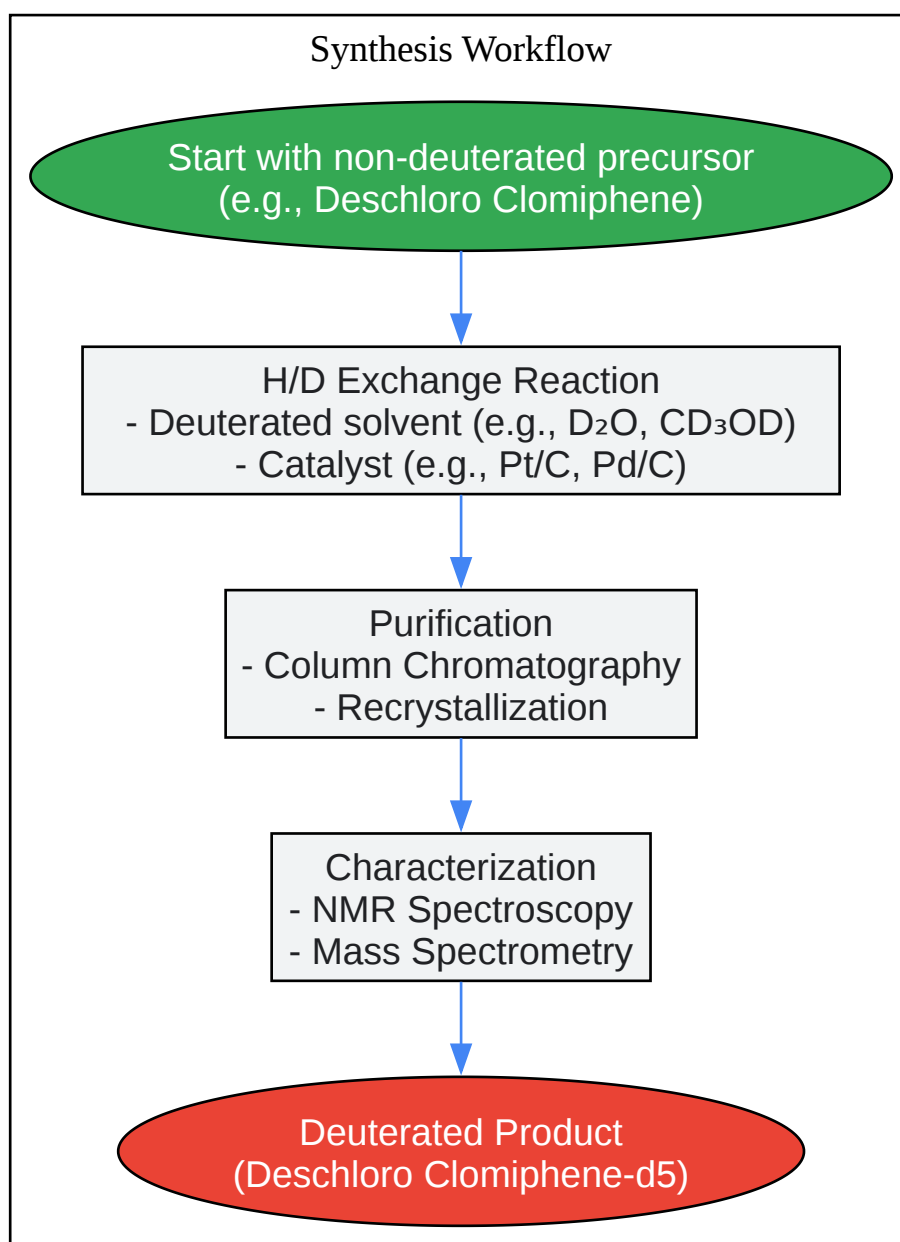 Synthesis Workflow
Start with non-deuterated precursor
(e.g., Deschloro Clomiphene)
H/D Exchange Reaction
- Deuterated solvent (e.g., D₂O, CD₃OD)
- Catalyst (e.g., Pt/C, Pd/C)
Purification
- Column Chromatography
- Recrystallization
Characterization
- NMR Spectroscopy
- Mass Spectrometry
Deuterated Product
(Deschloro Clomiphene-d5)